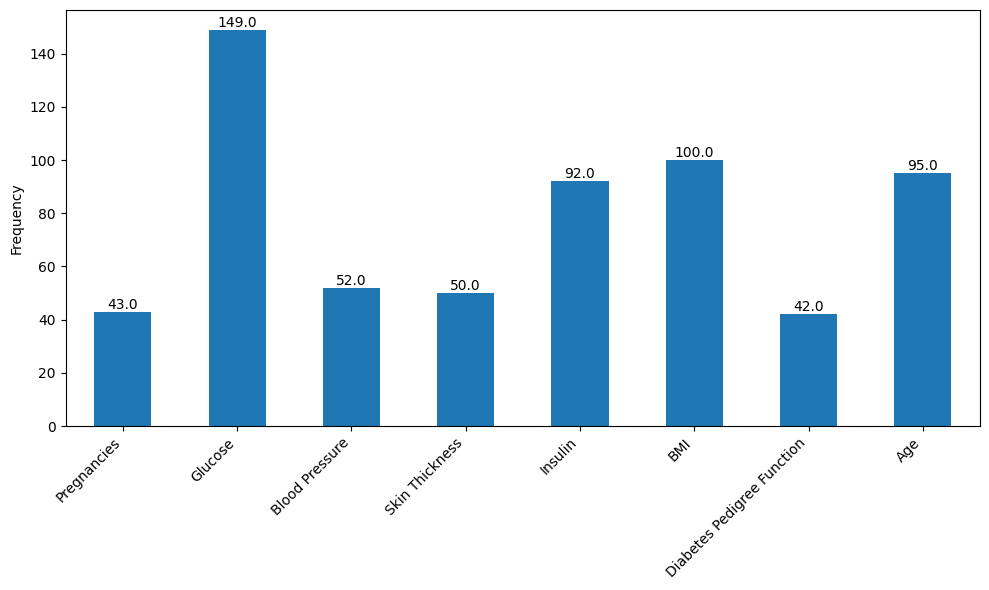 149.0
140
120
100.0
100
95.0
92.0
80
60
52.0
50.0
43.0
42.0
40
20
0
Frequency
Pregnancies
Glucose
Blood Pressure
Skin Thickness
Insulin
BMI
Diabetes Pedigree Function
Age